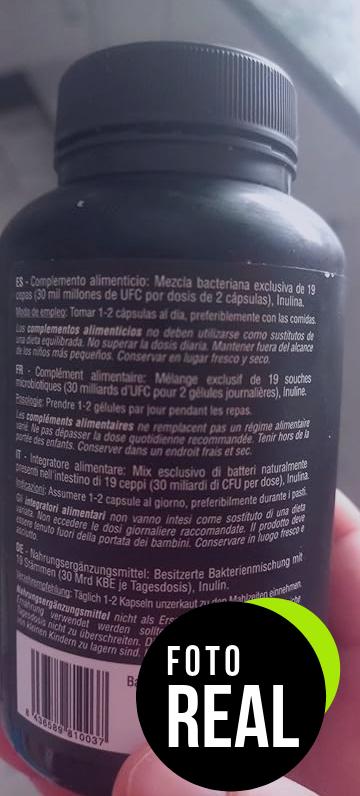 ES - Complemento alimenticio: Mezcla bacteriana exclusiva de 19
cepas (30 mil millones de UFC por dosis de 2 cápsulas), Inulina.
Modo de empleo: Tomar 1-2 cápsulas al día, preferiblemente con las comidas.
Los complementos alimenticios no deben utilizarse como sustitutos de
una dieta equilibrada. No superar la dosis diaria. Mantener fuera del alcance
de los niños más pequeños. Conservar en lugar fresco y seco.
FR - Complément alimentaire: Mélange exclusif de 19 souches
microbiotiques (30 milliards d'UFC pour 2 gélules journalières), Inuline.
Posologie: Prendre 1-2 gélules par jour pendant les repas.
Les compléments alimentaires ne remplacent pas un régime alimentaire
varié. Ne pas dépasser la dose quotidienne recommandée. Tenir hors de la
portée des enfants. Conserver dans un endroit frais et sec.
IT - Integratore alimentare: Mix esclusivo di batteri naturalmente
presenti nell'intestino di 19 ceppi (30 miliardi di CFU per dose), Inulina.
Indicazioni: Assumere 1-2 capsule al giorno, preferibilmente durante i pasti.
Gli integratori alimentari non vanno intesi come sostituto di una dieta
variata. Non eccedere le dosi giornaliere raccomandate. Il prodotto deve
essere tenuto fuori della portata dei bambini. Conservare in luogo fresco e
asciutto.
DE - Nahrungsergänzungsmittel: Besitzerte Bakterienmischung mit
19 Stämmen (30 Mrd KBE je Tagesdosis), Inulin.
Verzehrempfehlung: Täglich 1-2 Kapseln unzerkaut zu den Mahlzeiten einnehmen.
Nahrungsergänzungsmittel nicht als
Ernährung verwendet werden
Dosis nicht zu überschreiten.
von kleinen Kindern zu lagern sind.
8 436589 810037
FOTO
REAL